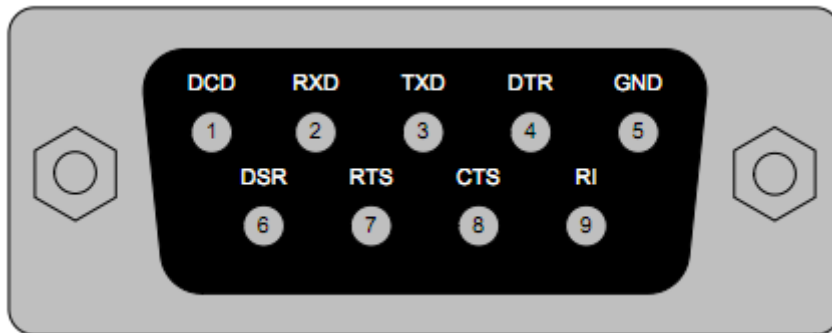 DCD RXD TXD DTR GND
1 2 3 4 5
DSR RTS CTS RI
6 7 8 9